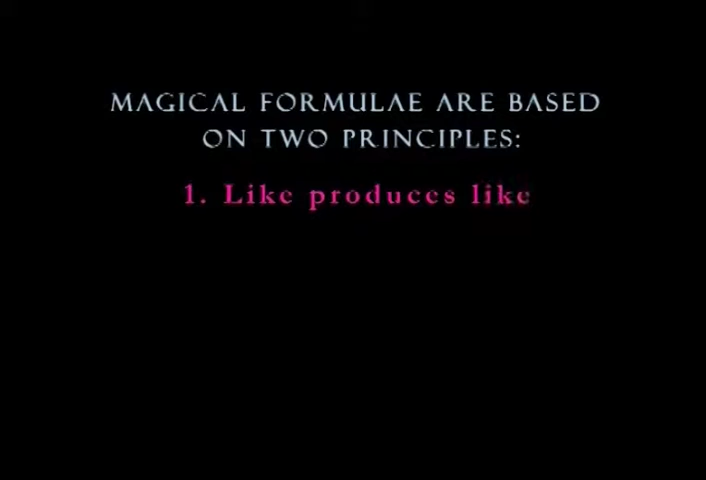 MAGICAL FORMULAE ARE BASED
ON TWO PRINCIPLES:
1. Like produces like